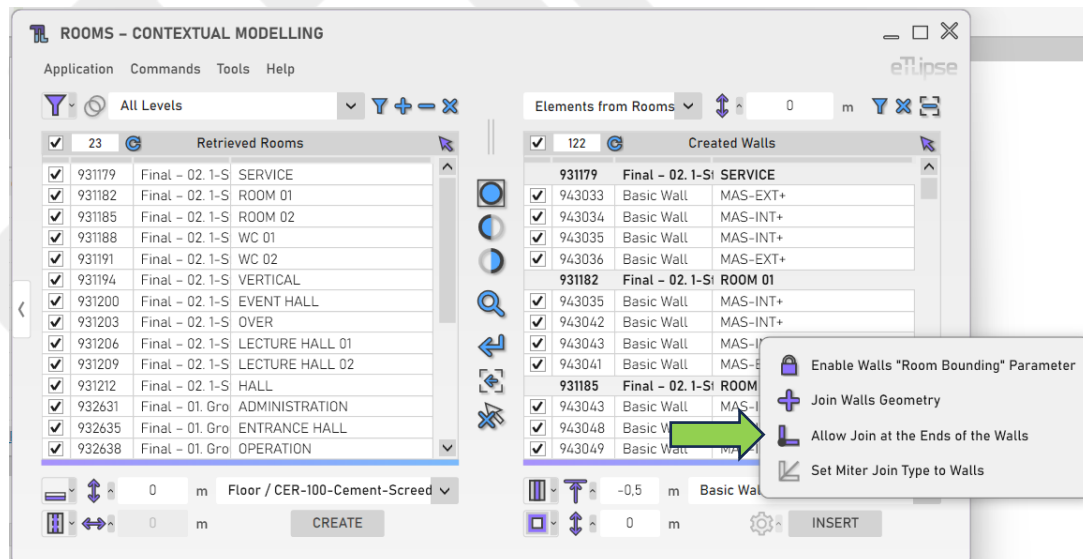 ROOMS – CONTEXTUAL MODELLING
Application Commands Tools Help
eTLipse
All Levels
Elements from Rooms 0 m
23 Retrieved Rooms
931179 Final – 02. 1-S SERVICE
931182 Final – 02. 1-S ROOM 01
931185 Final – 02. 1-S ROOM 02
931188 Final – 02. 1-S WC 01
931191 Final – 02. 1-S WC 02
931194 Final – 02. 1-S VERTICAL
931200 Final – 02. 1-S EVENT HALL
931203 Final – 02. 1-S OVER
931206 Final – 02. 1-S LECTURE HALL 01
931209 Final – 02. 1-S LECTURE HALL 02
931212 Final – 02. 1-S HALL
932631 Final – 01. Gro ADMINISTRATION
932635 Final – 01. Gro ENTRANCE HALL
932638 Final – 01. Gro OPERATION
0 m Floor / CER-100-Cement-Screed
0 m CREATE
122 Created Walls
931179 Final – 02. 1-St SERVICE
943033 Basic Wall MAS-EXT+
943034 Basic Wall MAS-INT+
943035 Basic Wall MAS-INT+
943036 Basic Wall MAS-EXT+
931182 Final – 02. 1-St ROOM 01
943035 Basic Wall MAS-INT+
943042 Basic Wall MAS-INT+
943043 Basic Wall MAS-I
943041 Basic Wall MAS-E
931185 Final – 02. 1-St ROOM
943043 Basic Wall MAS-I
943048 Basic W
943049 Basic Wall MAS-I
-0,5 m Basic Wal
0 m INSERT
Enable Walls "Room Bounding" Parameter
Join Walls Geometry
Allow Join at the Ends of the Walls
Set Miter Join Type to Walls